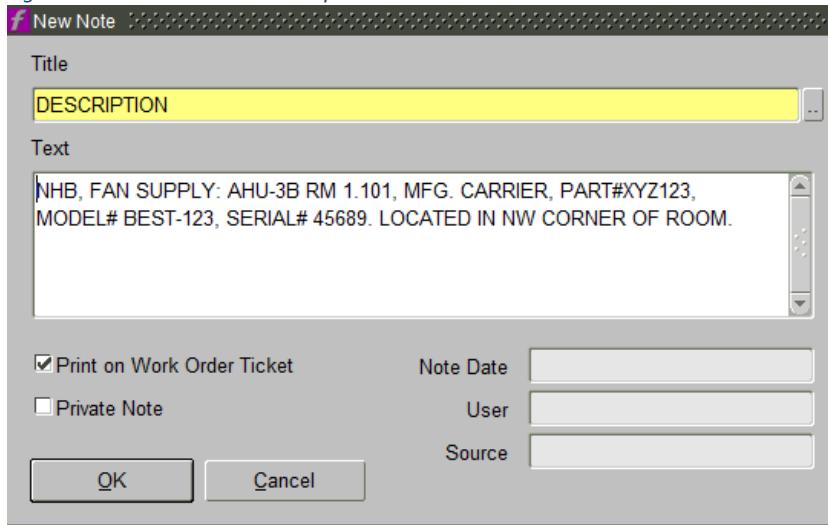 New Note
Title
DESCRIPTION
..
Text
NHB, FAN SUPPLY: AHU-3B RM 1.101, MFG. CARRIER, PART#XYZ123,
MODEL# BEST-123, SERIAL# 45689. LOCATED IN NW CORNER OF ROOM.
Print on Work Order Ticket
Note Date
Private Note
User
Source
OK
Cancel